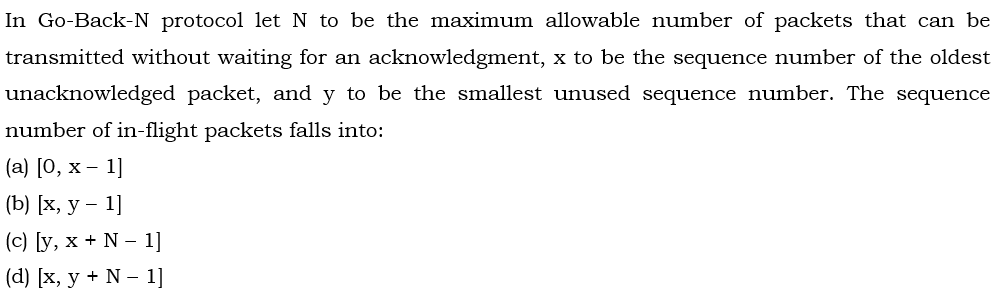 In Go-Back-N protocol let N to be the maximum allowable number of packets that can be
transmitted without waiting for an acknowledgment, x to be the sequence number of the oldest
unacknowledged packet, and y to be the smallest unused sequence number. The sequence
number of in-flight packets falls into:
(a) [0, x – 1]
(b) [x, y – 1]
(c) [y, x + N – 1]
(d) [x, y + N – 1]